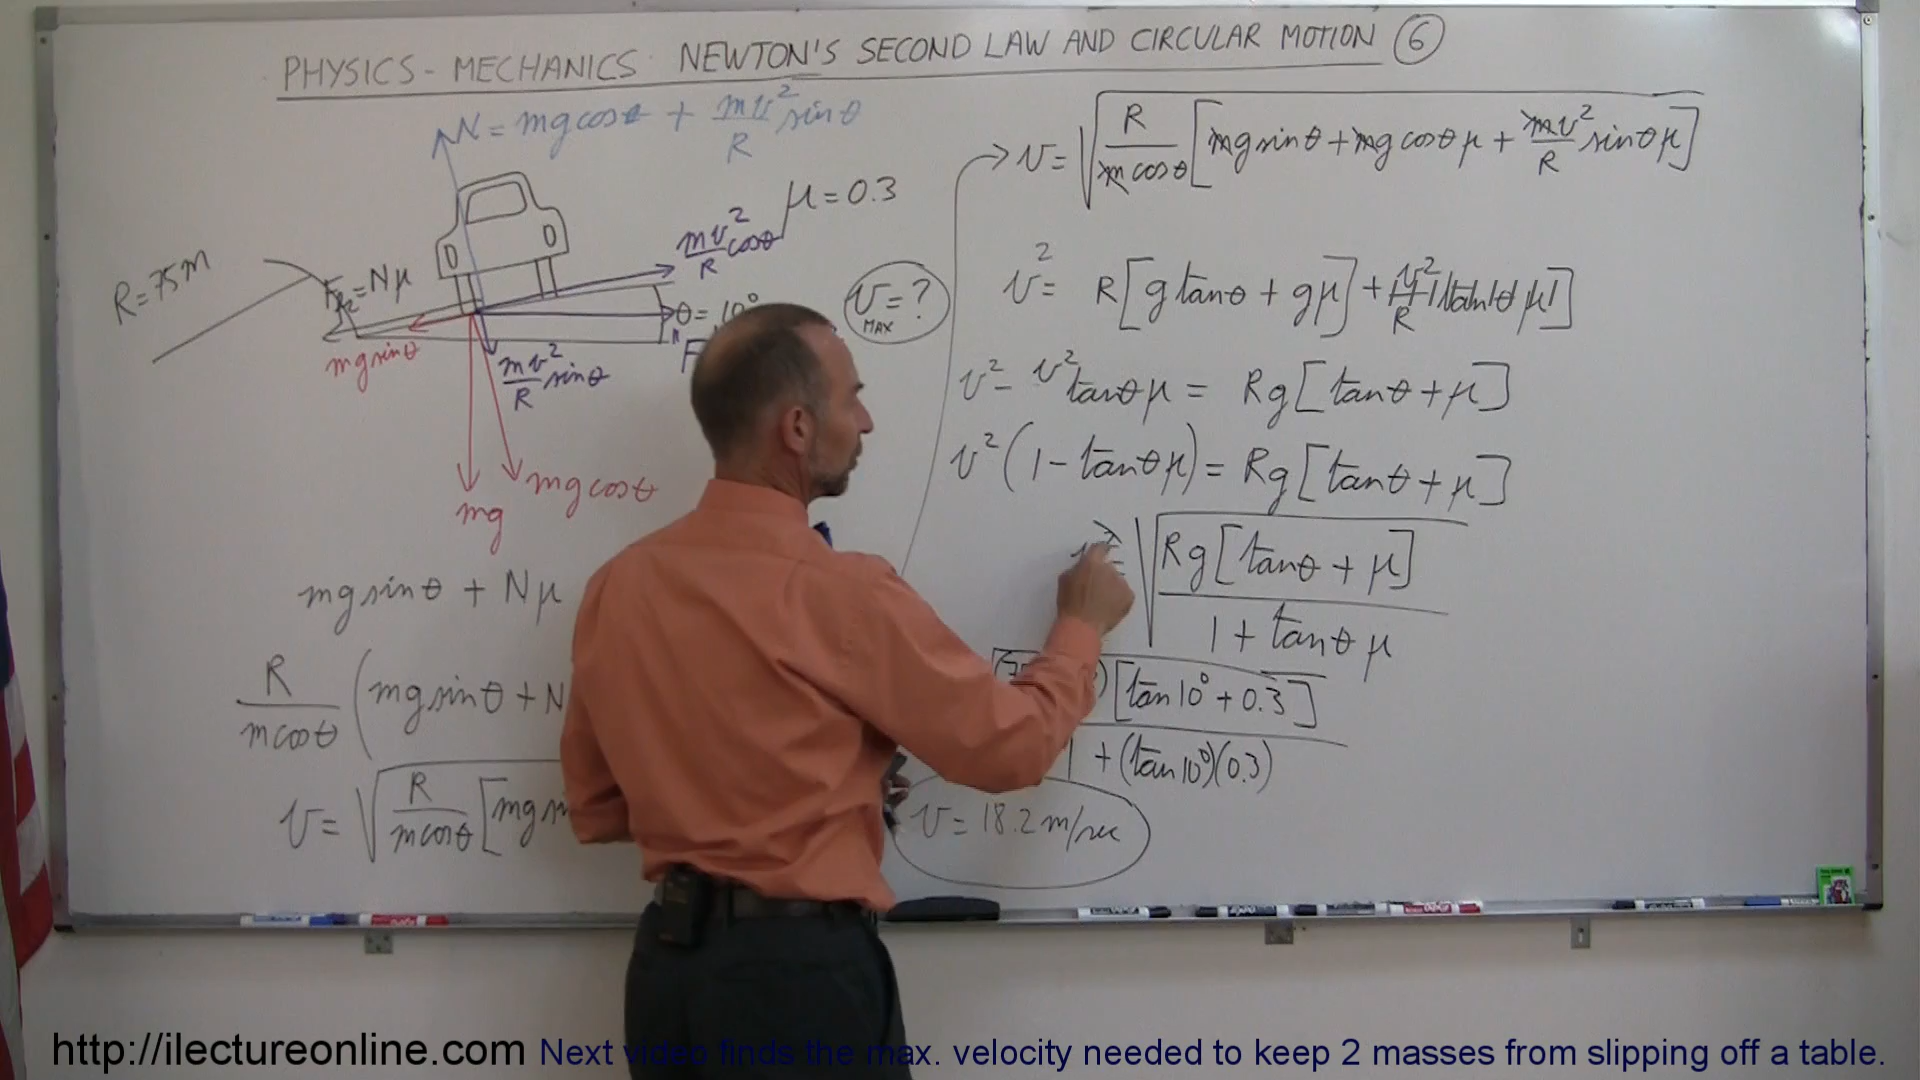 PHYSICS - MECHANICS: NEWTON'S SECOND LAW AND CIRCULAR MOTION ⑥
N = mg cosθ + mv²/R sinθ
μ = 0.3
mv²/R cosθ
R = 75m
= Nμ
θ = 10°
V = ?
MAX
mg sinθ
mv²/R sinθ
mg cosθ
mg
mg sinθ + Nμ
R/(m cosθ) (mg sinθ + N
v = √ R/(m cosθ) [mg
→ v = √ R/(m cosθ) [mg sinθ + mg cosθ μ + mv²/R sinθ μ]
v² = R [g tanθ + gμ] + v²/R tanθ μ]
v² - v² tanθ μ = Rg [tanθ + μ]
v² (1 - tanθ μ) = Rg [tanθ + μ]
√ Rg [tanθ + μ] / 1 + tanθ μ
[tan 10° + 0.3]
1 + (tan 10°)(0.3)
v = 18.2 m/sec
http://ilectureonline.com Next video finds the max. velocity needed to keep 2 masses from slipping off a table.